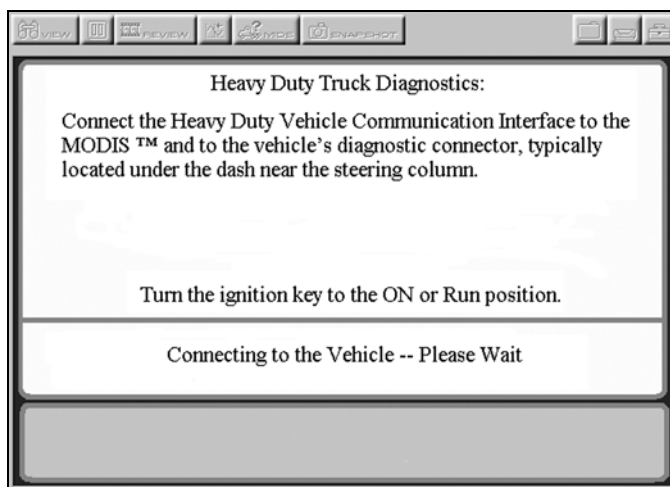 VIEW REVIEW MIDS SNAPSHOT
Heavy Duty Truck Diagnostics:
Connect the Heavy Duty Vehicle Communication Interface to the
MODIS ™ and to the vehicle’s diagnostic connector, typically
located under the dash near the steering column.
Turn the ignition key to the ON or Run position.
Connecting to the Vehicle -- Please Wait